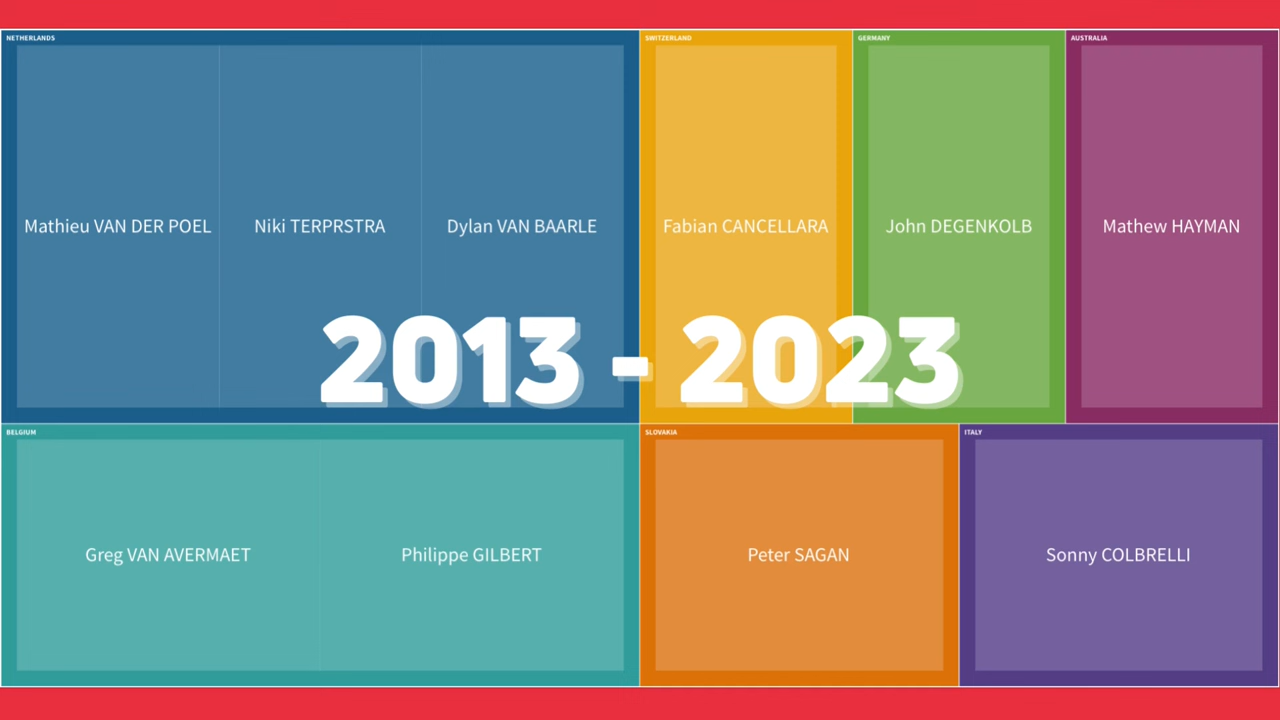 NETHERLANDS
Mathieu VAN DER POEL
Niki TERPRSTRA
Dylan VAN BAARLE
SWITZERLAND
Fabian CANCELLARA
GERMANY
John DEGENKOLB
AUSTRALIA
Mathew HAYMAN
2013 - 2023
BELGIUM
Greg VAN AVERMAET
Philippe GILBERT
SLOVAKIA
Peter SAGAN
ITALY
Sonny COLBRELLI